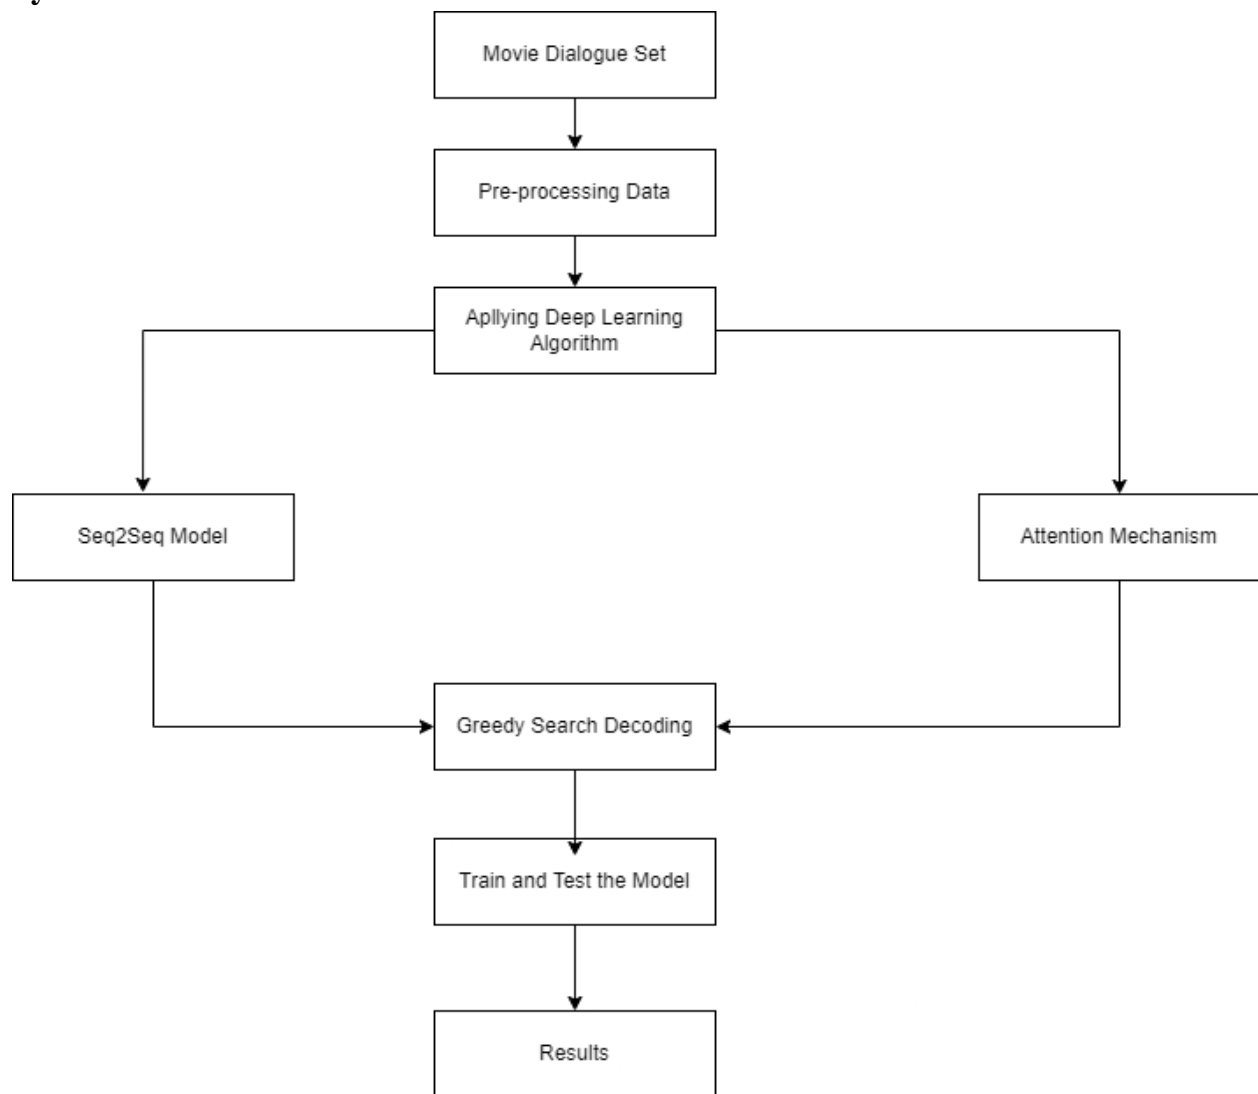 Movie Dialogue Set
Pre-processing Data
Apllying Deep Learning
Algorithm
Seq2Seq Model
Attention Mechanism
Greedy Search Decoding
Train and Test the Model
Results